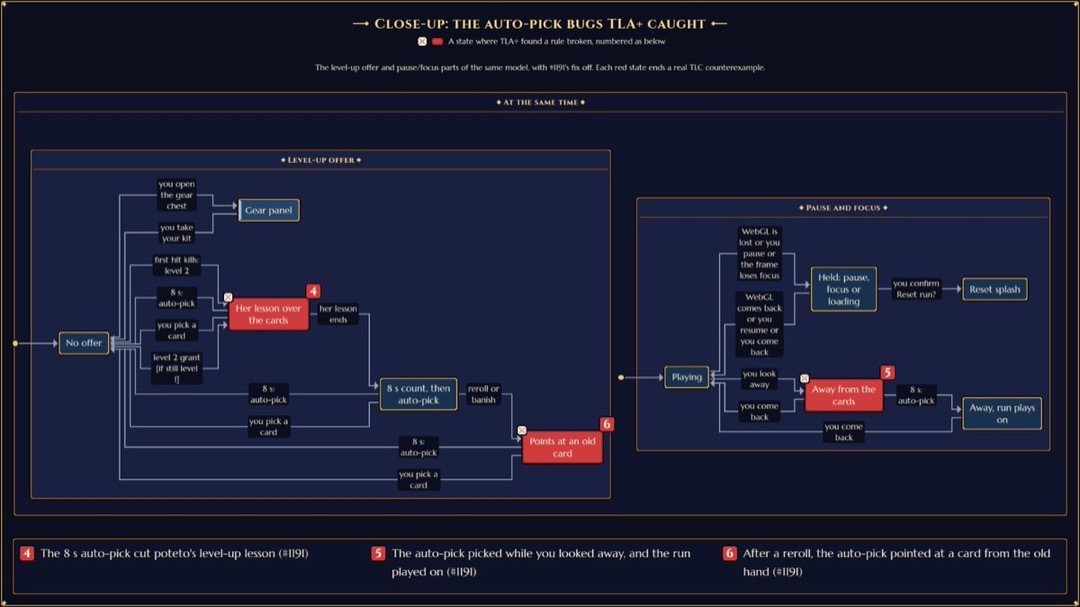 CLOSE-UP: THE AUTO-PICK BUGS TLA+ CAUGHT
A state where TLA+ found a rule broken, numbered as below
The level-up offer and pause/focus parts of the same model, with #1191's fix off. Each red state ends a real TLC counterexample.
AT THE SAME TIME
LEVEL-UP OFFER
you open
the gear
chest
Gear panel
you take
your kit
first hit kills:
level 2
8 s:
auto-pick
4
Her lesson over
the cards
her lesson
ends
you pick a
card
No offer
level 2 grant
[if still level
1]
8 s:
auto-pick
8 s count, then
auto-pick
reroll or
banish
you pick a
card
8 s:
auto-pick
6
Points at an old
card
you pick a
card
PAUSE AND FOCUS
WebGL is
lost or you
pause or
the frame
loses focus
Held: pause,
focus or
loading
you confirm
Reset run?
Reset splash
WebGL
comes back
or you
resume or
you come
back
Playing
you look
away
5
Away from the
cards
8 s:
auto-pick
you come
back
Away, run plays
on
you come
back
4 The 8 s auto-pick cut poteto's level-up lesson (#1191)
5 The auto-pick picked while you looked away, and the run
played on (#1191)
6 After a reroll, the auto-pick pointed at a card from the old
hand (#1191)